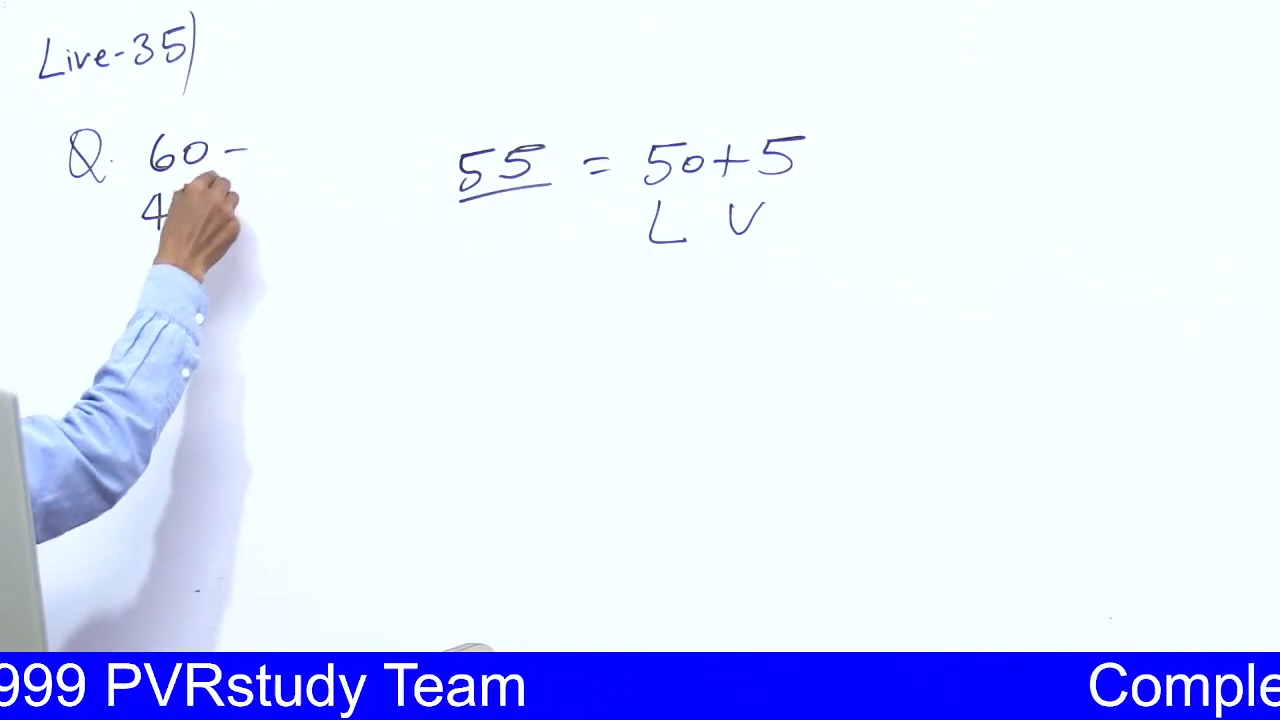 Live-35)
Q. 60-
4
55 = 50+5
L V
999 PVRstudy Team
Comple